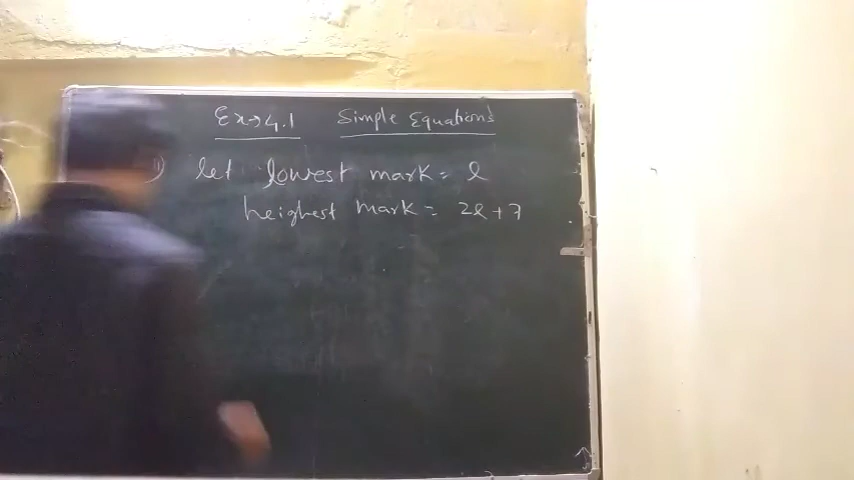 Ex→4.1 Simple Equations
let lowest mark = l
heighest mark = 2l+7